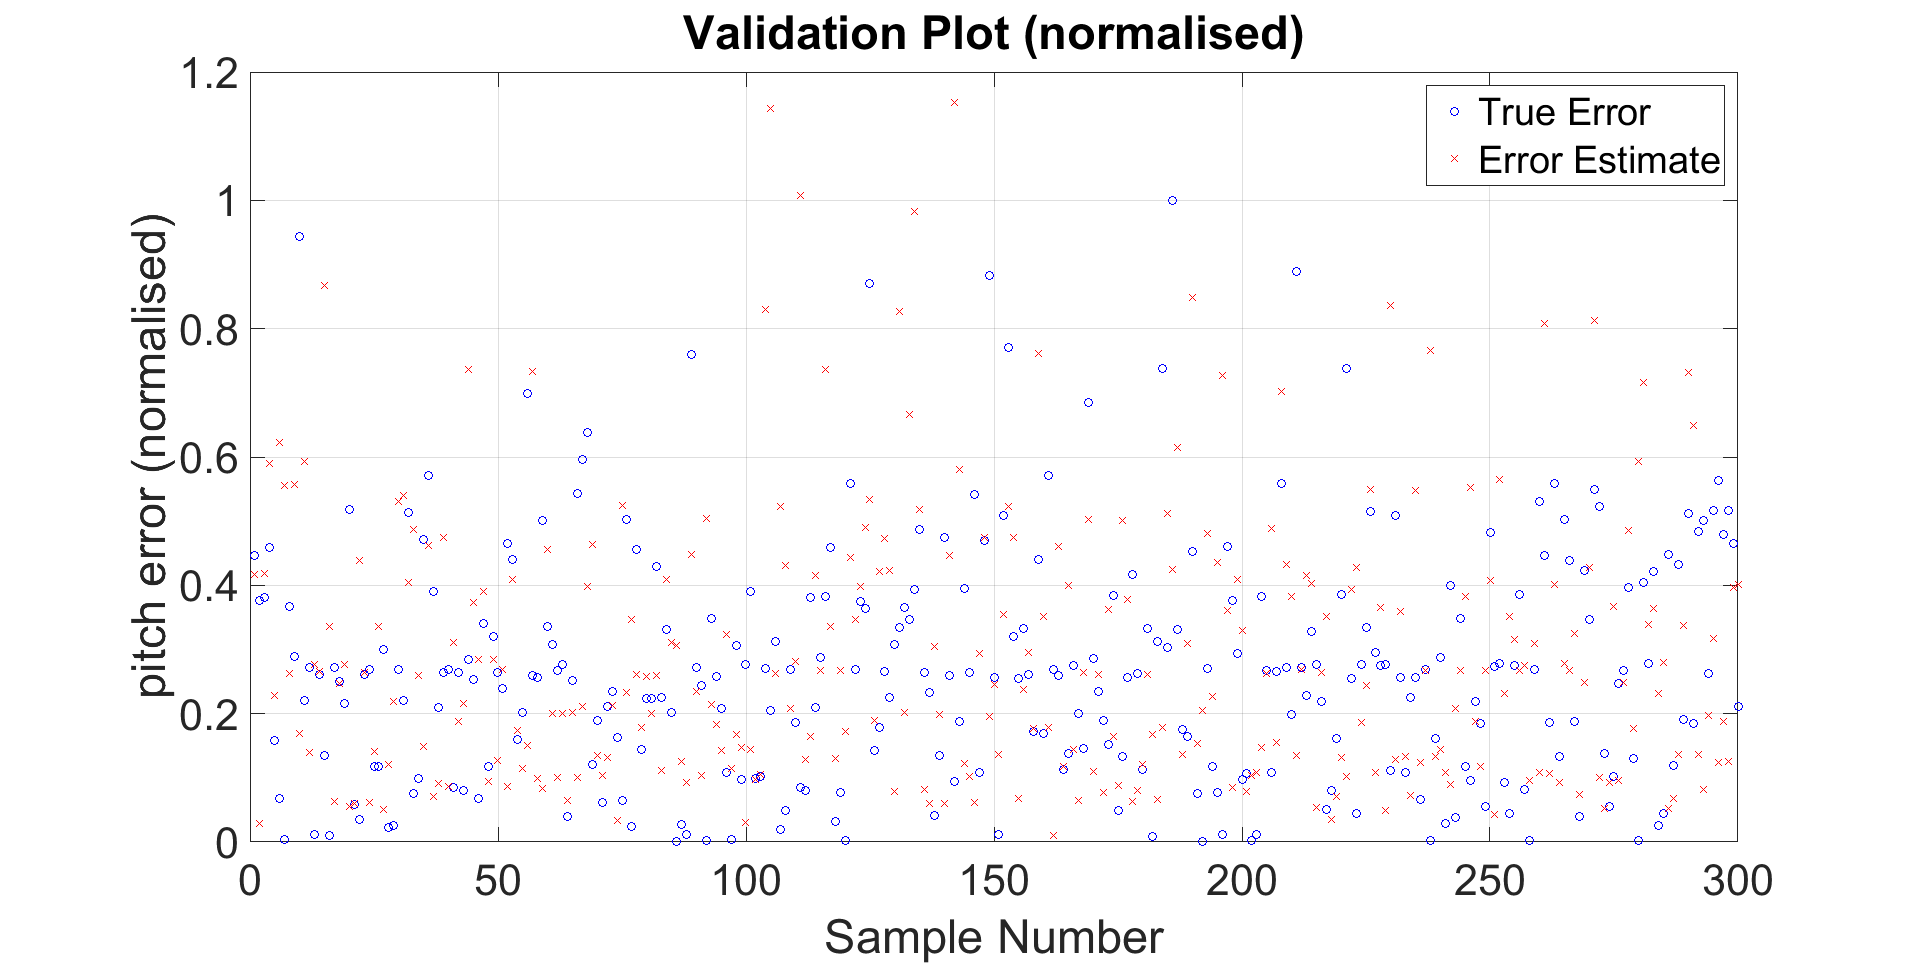 Validation Plot (normalised)
True Error
Error Estimate
pitch error (normalised)
1.2
1
0.8
0.6
0.4
0.2
0
0 50 100 150 200 250 300
Sample Number